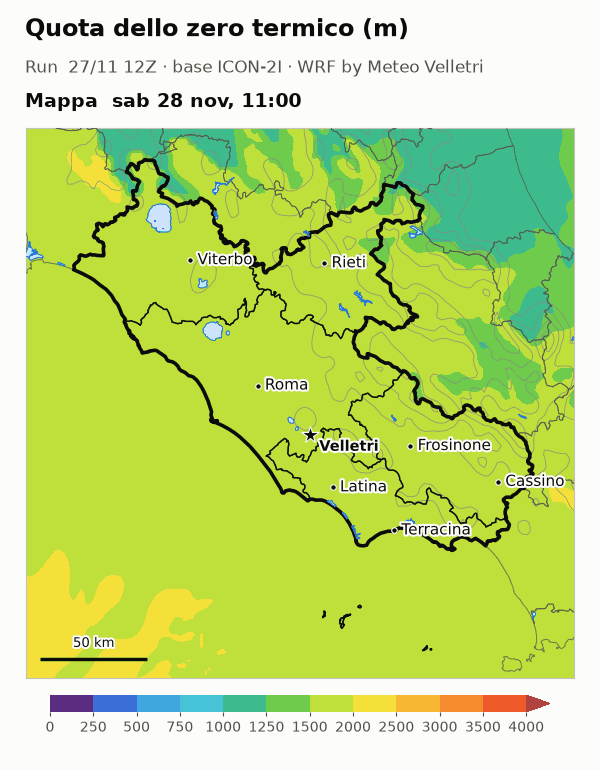 Quota dello zero termico (m)
Run  27/11 12Z · base ICON-2I · WRF by Meteo Velletri
Mappa  sab 28 nov, 11:00
Viterbo
Rieti
Roma
Velletri
Frosinone
Latina
Cassino
Terracina
50 km
0 250 500 750 1000 1250 1500 2000 2500 3000 3500 4000